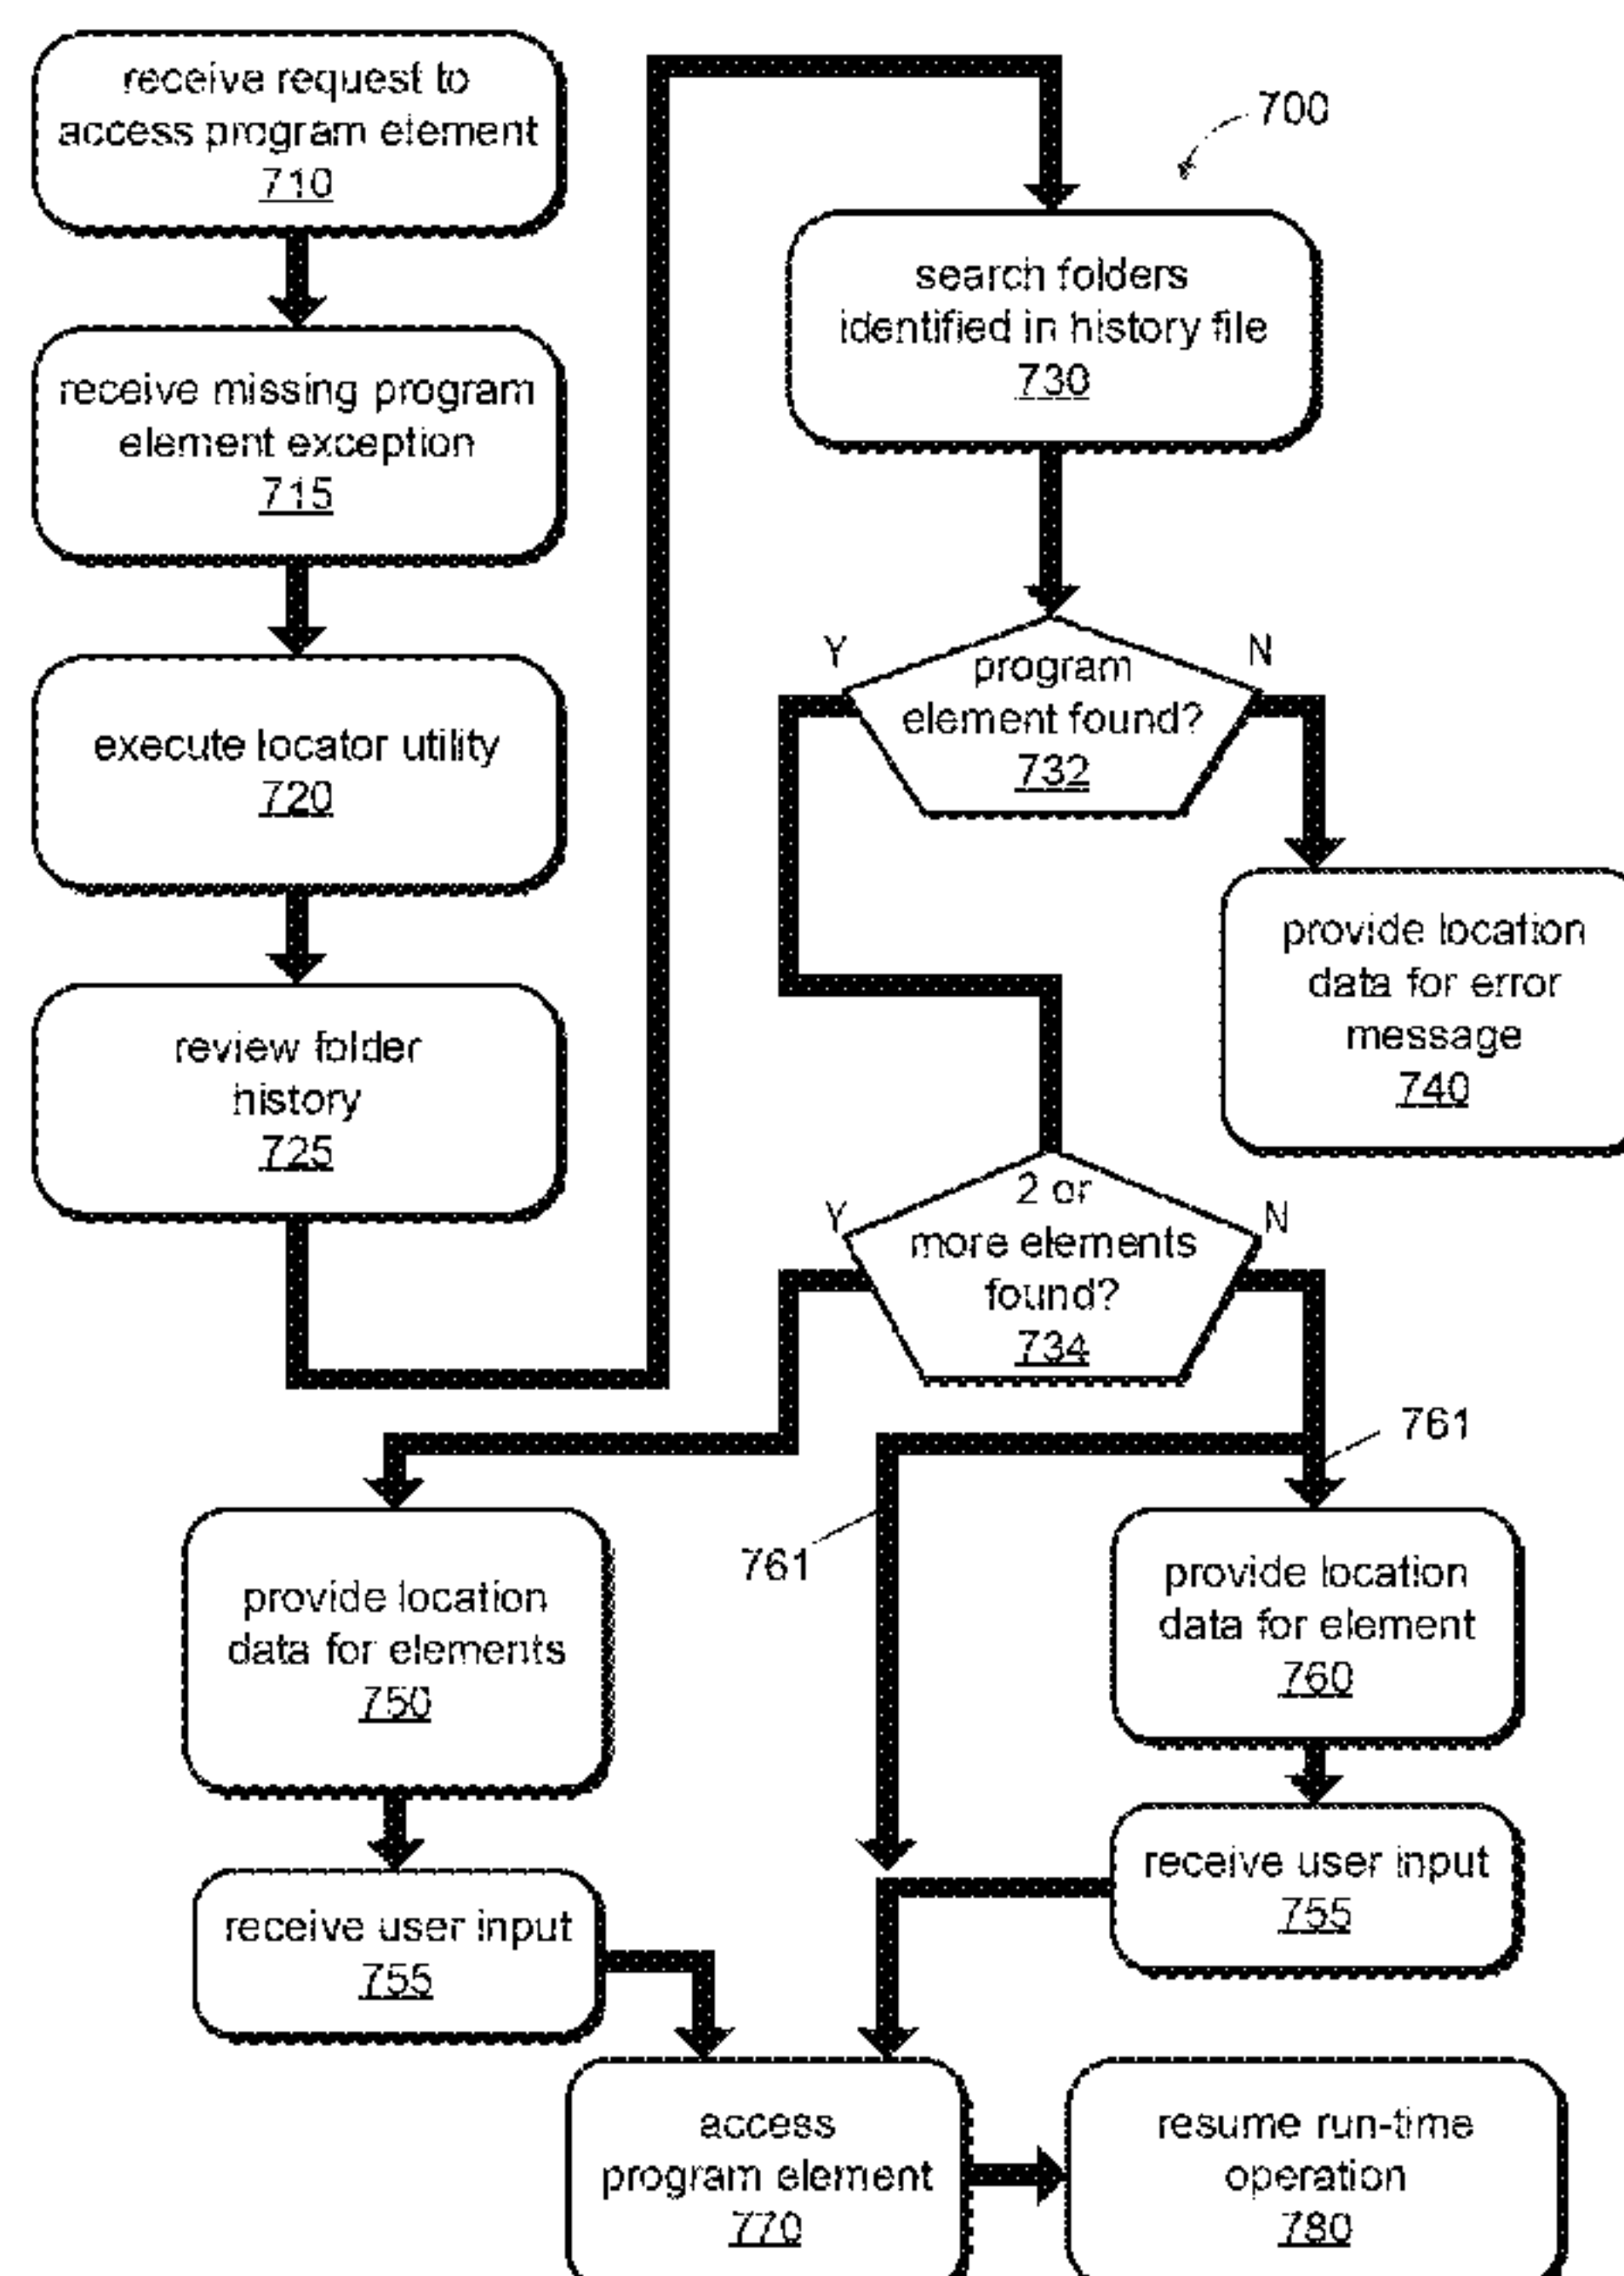 receive request to
access program element
710
receive missing program
element exception
715
execute locator utility
720
review folder
history
725
700
search folders
identified in history file
730
Y
N
program
element found?
732
provide location
data for error
message
740
Y
N
2 or
more elements
found?
734
761
761
provide location
data for elements
750
provide location
data for element
760
receive user input
755
receive user input
755
access
program element
770
resume run-time
operation
780